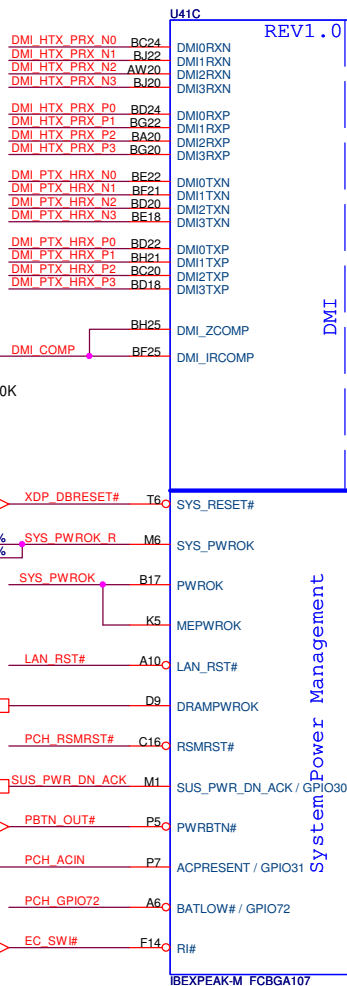 U41C
REV1.0
DMI_HTX_PRX_N0 BC24 DMI0RXN
DMI_HTX_PRX_N1 BJ22 DMI1RXN
DMI_HTX_PRX_N2 AW20 DMI2RXN
DMI_HTX_PRX_N3 BJ20 DMI3RXN
DMI_HTX_PRX_P0 BD24 DMI0RXP
DMI_HTX_PRX_P1 BG22 DMI1RXP
DMI_HTX_PRX_P2 BA20 DMI2RXP
DMI_HTX_PRX_P3 BG20 DMI3RXP
DMI_PTX_HRX_N0 BE22 DMI0TXN
DMI_PTX_HRX_N1 BF21 DMI1TXN
DMI_PTX_HRX_N2 BD20 DMI2TXN
DMI_PTX_HRX_N3 BE18 DMI3TXN
DMI_PTX_HRX_P0 BD22 DMI0TXP
DMI_PTX_HRX_P1 BH21 DMI1TXP
DMI_PTX_HRX_P2 BC20 DMI2TXP
DMI_PTX_HRX_P3 BD18 DMI3TXP
BH25 DMI_ZCOMP
DMI_COMP BF25 DMI_IRCOMP
DMI
0K
XDP_DBRESET# T6 SYS_RESET#
% SYS_PWROK_R M6 SYS_PWROK
%
SYS_PWROK B17 PWROK
K5 MEPWROK
LAN_RST# A10 LAN_RST#
D9 DRAMPWROK
PCH_RSMRST# C16 RSMRST#
SUS_PWR_DN_ACK M1 SUS_PWR_DN_ACK / GPIO30
PBTN_OUT# P5 PWRBTN#
PCH_ACIN P7 ACPRESENT / GPIO31
PCH_GPIO72 A6 BATLOW# / GPIO72
EC_SWI# F14 RI#
System Power Management
IBEXPEAK-M_FCBGA107